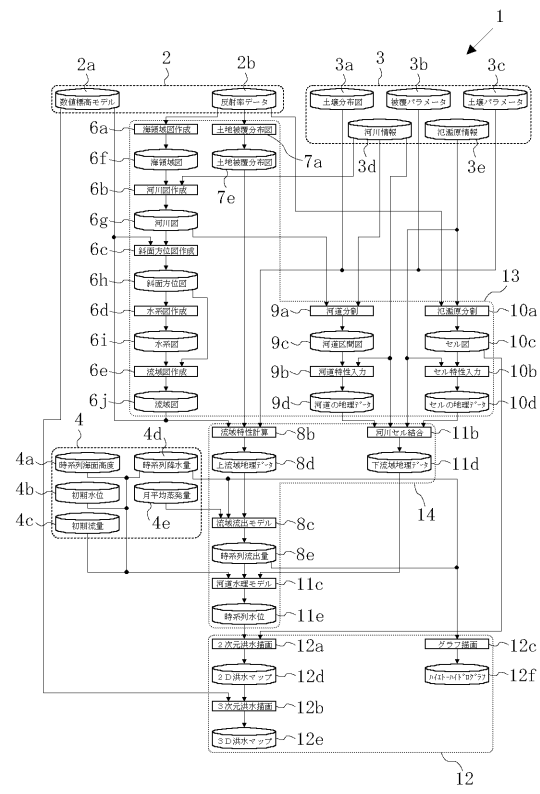 1
2a
2
2b
3a
3
3b
3c
数値標高モデル
反射率データ
土壌分布図
被覆パラメータ
土壌パラメータ
河川情報
氾濫原情報
3d
3e
6a
海領域図作成
土地被覆分布図
7a
6f
海領域図
土地被覆分布図
7e
6b
河川図作成
6g
河川図
6c
斜面方位図作成
6h
斜面方位図
13
6d
水系図作成
9a
河道分割
氾濫原分割
10a
6i
水系図
9c
河道区間図
セル図
10c
6e
流域図作成
9b
河道特性入力
セル特性入力
10b
6j
流域図
9d
河道の地理データ
セルの地理データ
10d
4
4d
流域特性計算
8b
河川セル結合
11b
4a
時系列海面高度
時系列降水量
上流域地理データ
8d
下流域地理データ
11d
4b
初期水位
月平均蒸発量
4e
14
4c
初期流量
流域流出モデル
8c
時系列流出量
8e
河道水理モデル
11c
時系列水位
11e
2次元洪水描画
12a
グラフ描画
12c
2D洪水マップ
12d
ハイエト-ハイドログラフ
12f
3次元洪水描画
12b
3D洪水マップ
12e
12